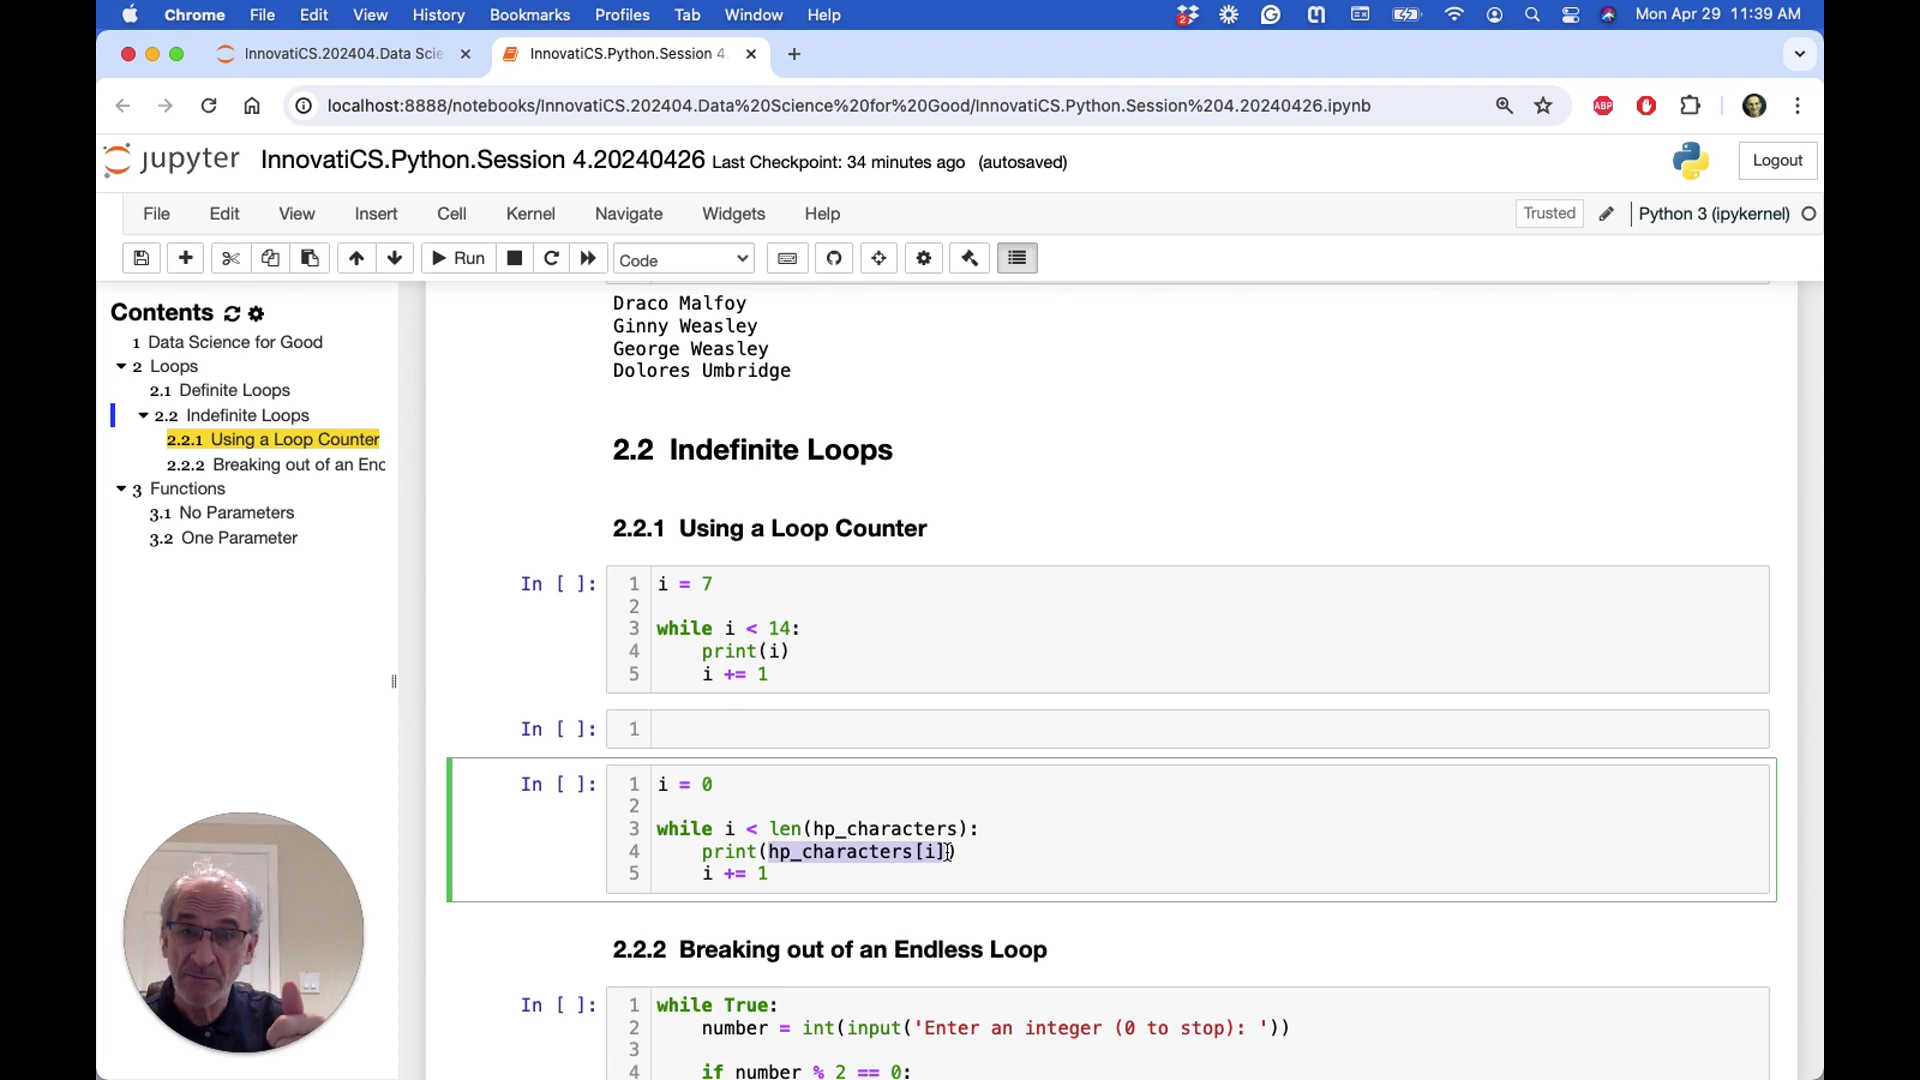 Chrome File Edit View History Bookmarks Profiles Tab Window Help 2 Mon Apr 29 11:39 AM
InnovatiCS.202404.Data Scie InnovatiCS.Python.Session 4.
localhost:8888/notebooks/InnovatiCS.202404.Data%20Science%20for%20Good/InnovatiCS.Python.Session%204.20240426.ipynb ABP
jupyter InnovatiCS.Python.Session 4.20240426 Last Checkpoint: 34 minutes ago (autosaved) Logout
File Edit View Insert Cell Kernel Navigate Widgets Help Trusted Python 3 (ipykernel)
Run Code
Contents
1 Data Science for Good
2 Loops
2.1 Definite Loops
2.2 Indefinite Loops
2.2.1 Using a Loop Counter
2.2.2 Breaking out of an Enc
3 Functions
3.1 No Parameters
3.2 One Parameter
Draco Malfoy
Ginny Weasley
George Weasley
Dolores Umbridge
2.2 Indefinite Loops
2.2.1 Using a Loop Counter
In [ ]: 1 i = 7
2
3 while i < 14:
4 print(i)
5 i += 1
In [ ]: 1
In [ ]: 1 i = 0
2
3 while i < len(hp_characters):
4 print(hp_characters[i])
5 i += 1
2.2.2 Breaking out of an Endless Loop
In [ ]: 1 while True:
2 number = int(input('Enter an integer (0 to stop): '))
3
4 if number % 2 == 0: